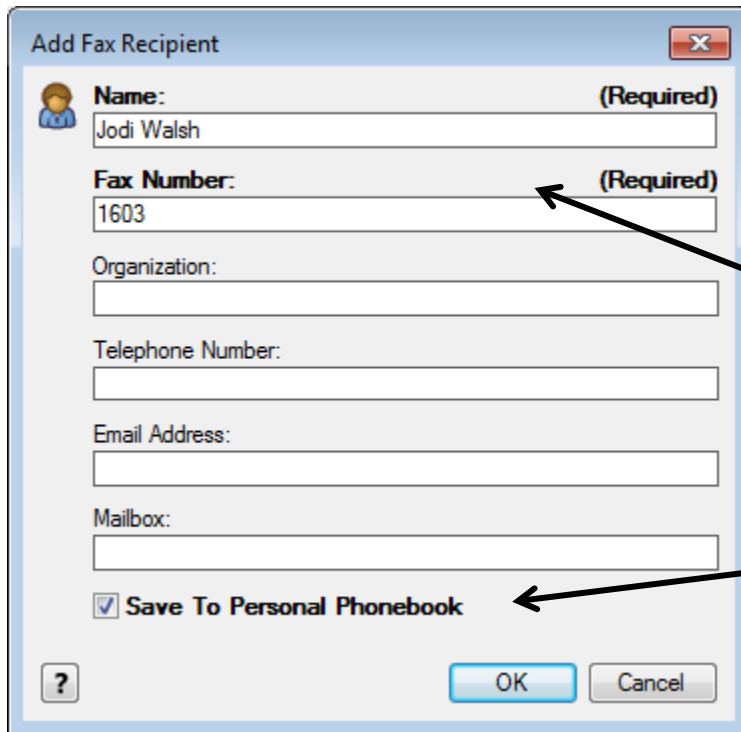 Add Fax Recipient
Name: (Required)
Jodi Walsh
Fax Number: (Required)
1603
Organization:
Telephone Number:
Email Address:
Mailbox:
Save To Personal Phonebook
? OK Cancel